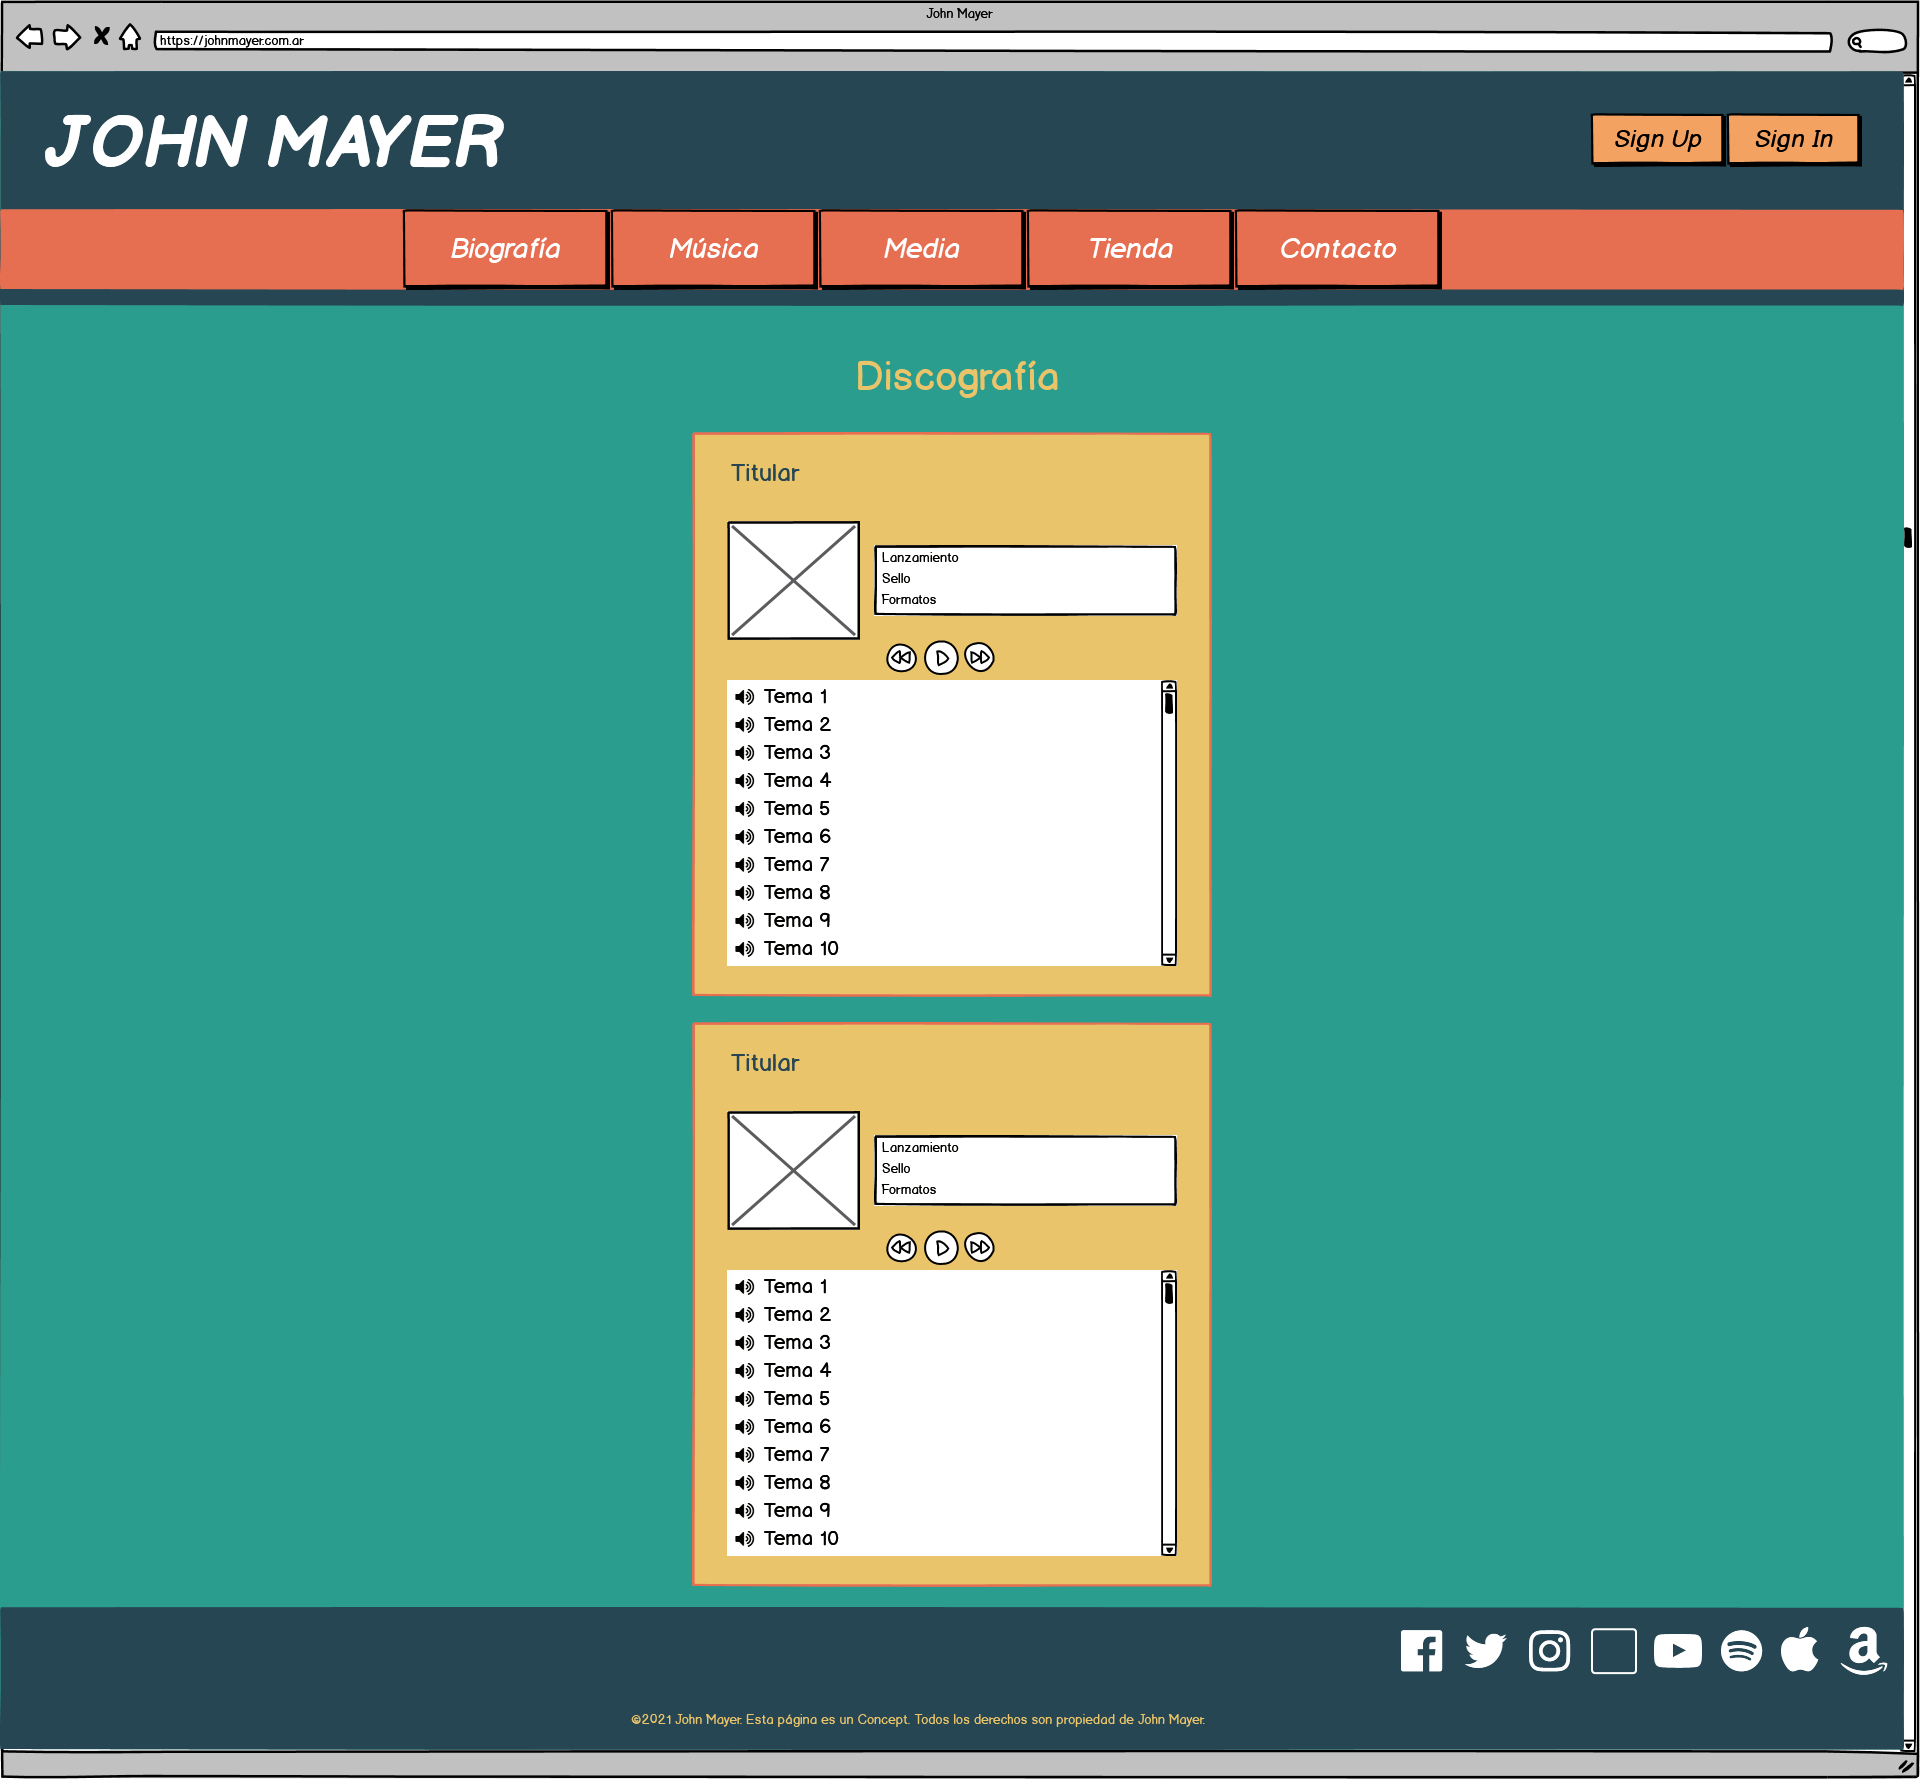 John Mayer
https://johnmayer.com.ar
JOHN MAYER
Sign Up
Sign In
Biografía
Música
Media
Tienda
Contacto
Discografía
Titular
Lanzamiento
Sello
Formatos
Tema 1
Tema 2
Tema 3
Tema 4
Tema 5
Tema 6
Tema 7
Tema 8
Tema 9
Tema 10
Titular
Lanzamiento
Sello
Formatos
Tema 1
Tema 2
Tema 3
Tema 4
Tema 5
Tema 6
Tema 7
Tema 8
Tema 9
Tema 10
©2021 John Mayer. Esta página es un Concept. Todos los derechos son propiedad de John Mayer.